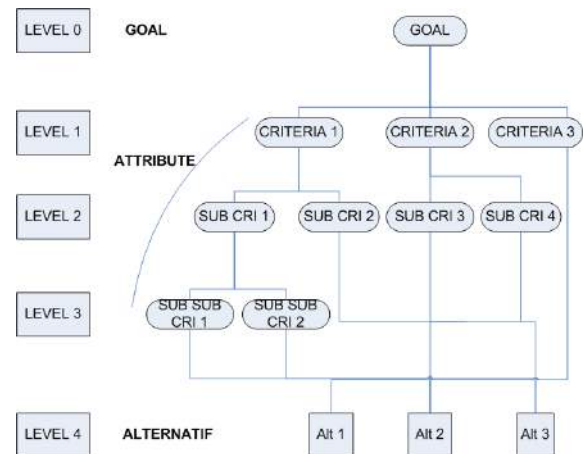 LEVEL 0 GOAL GOAL
LEVEL 1 CRITERIA 1 CRITERIA 2 CRITERIA 3
ATTRIBUTE
LEVEL 2 SUB CRI 1 SUB CRI 2 SUB CRI 3 SUB CRI 4
LEVEL 3
SUB SUB
CRI 1
SUB SUB
CRI 2
LEVEL 4 ALTERNATIF Alt 1 Alt 2 Alt 3